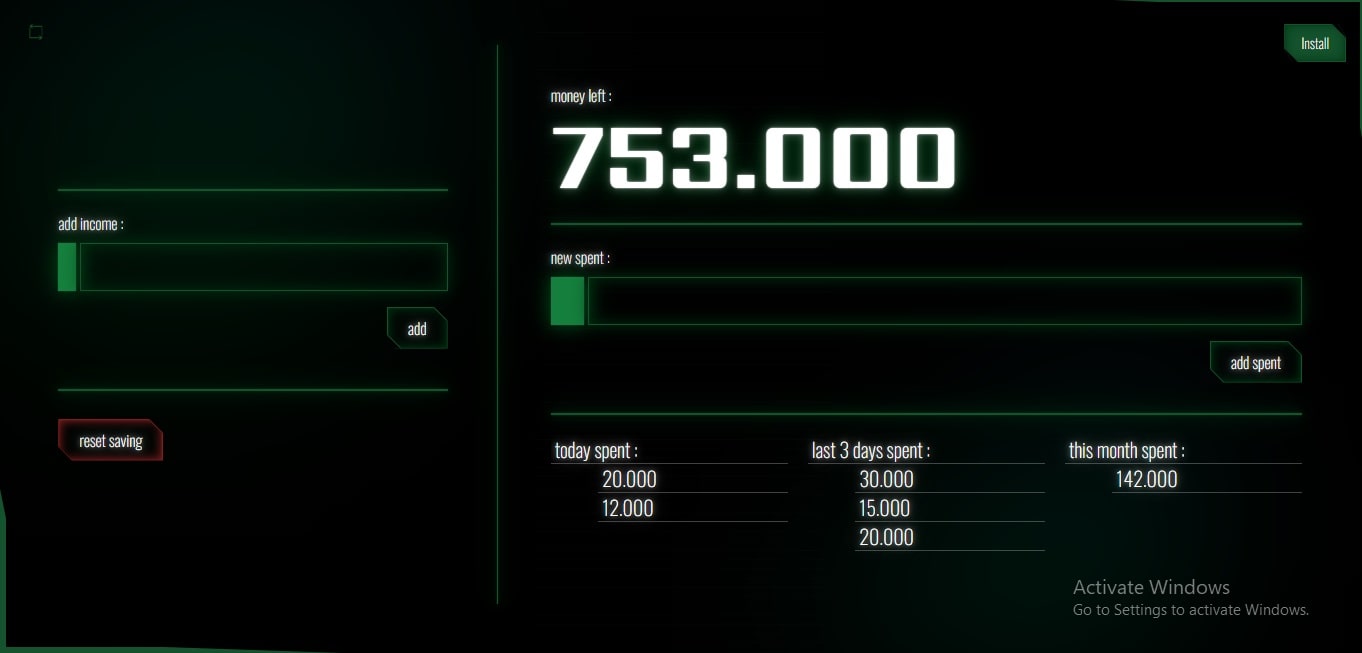 Install
add income :
add
reset saving
money left :
753.000
new spent :
add spent
today spent :
20.000
12.000
last 3 days spent :
30.000
15.000
20.000
this month spent :
142.000
Activate Windows
Go to Settings to activate Windows.